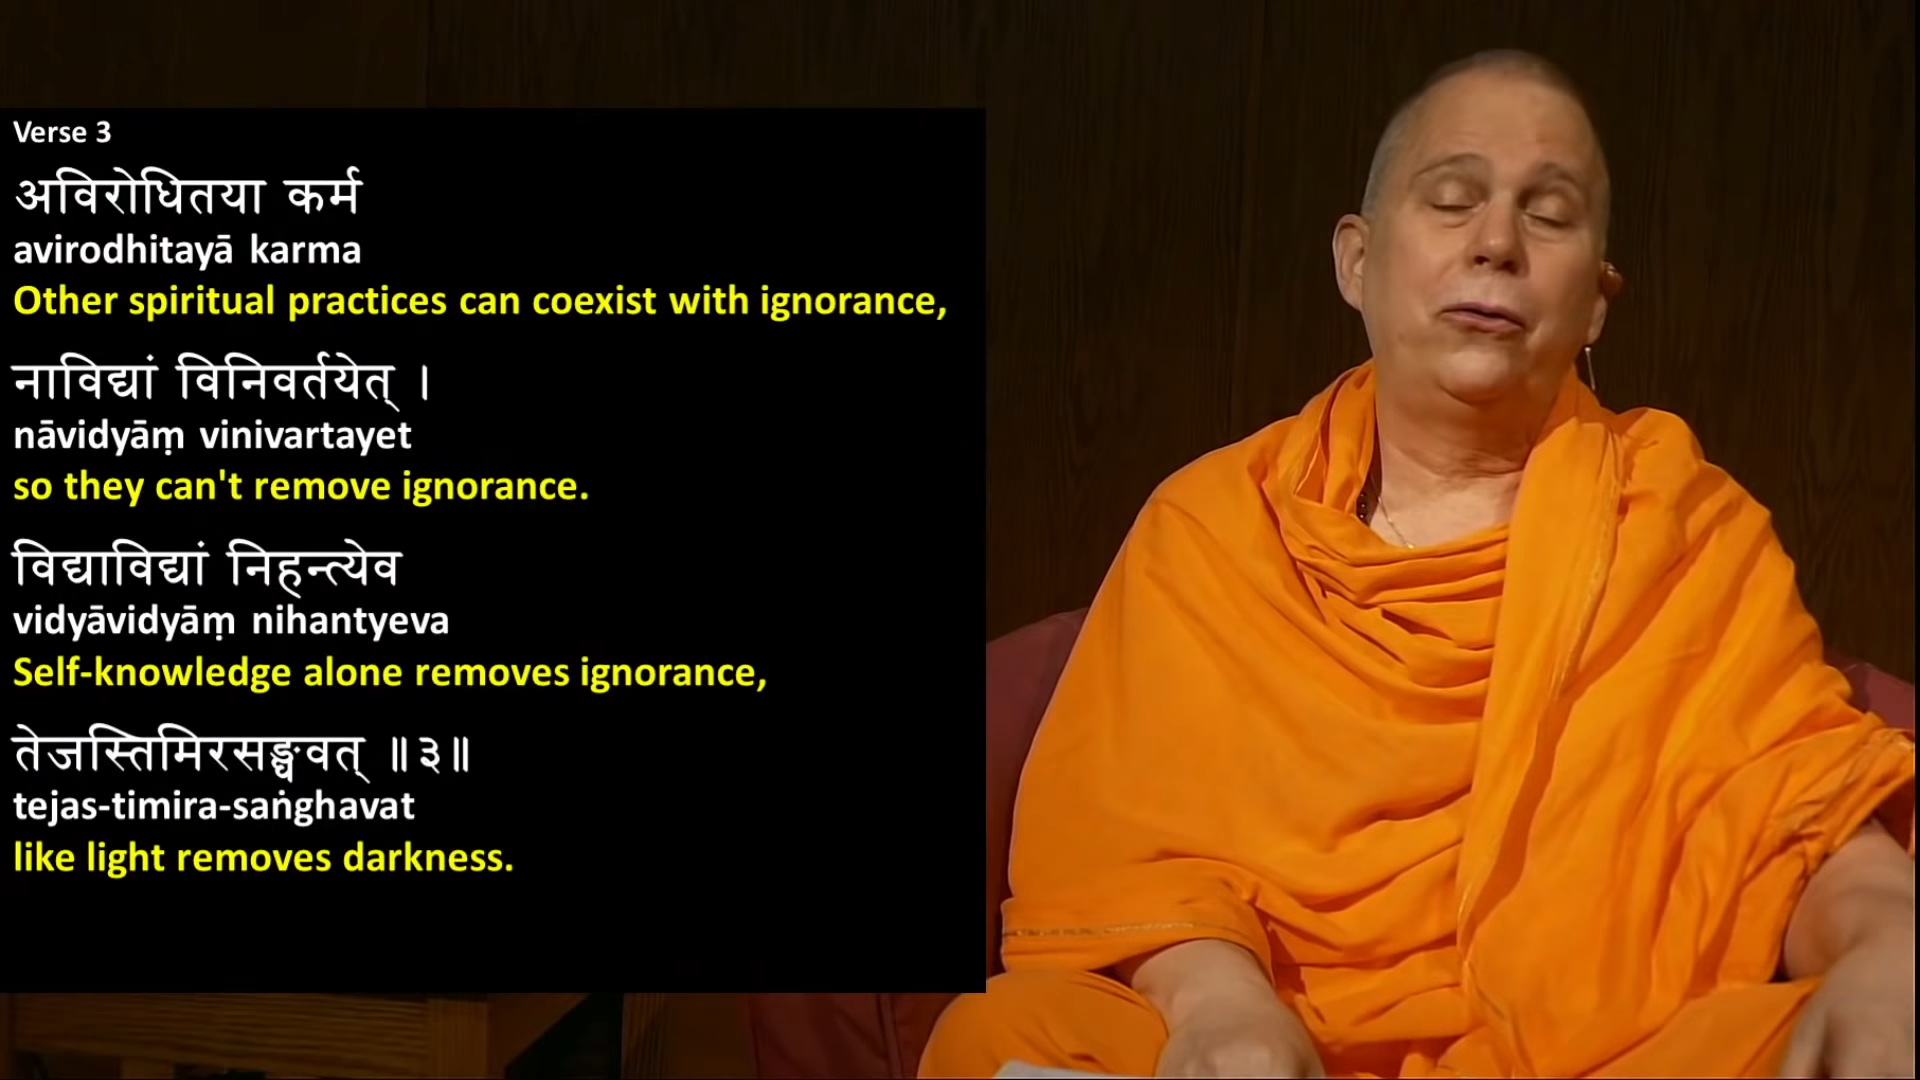 Verse 3
अविरोधितया कर्म
avirodhitayā karma
Other spiritual practices can coexist with ignorance,
नाविद्यां विनिवर्तयेत् ।
nāvidyāṃ vinivartayet
so they can't remove ignorance.
विद्याविद्यां निहन्त्येव
vidyāvidyāṃ nihantyeva
Self-knowledge alone removes ignorance,
तेजस्तिमिरसङ्घवत् ॥३॥
tejas-timira-saṅghavat
like light removes darkness.